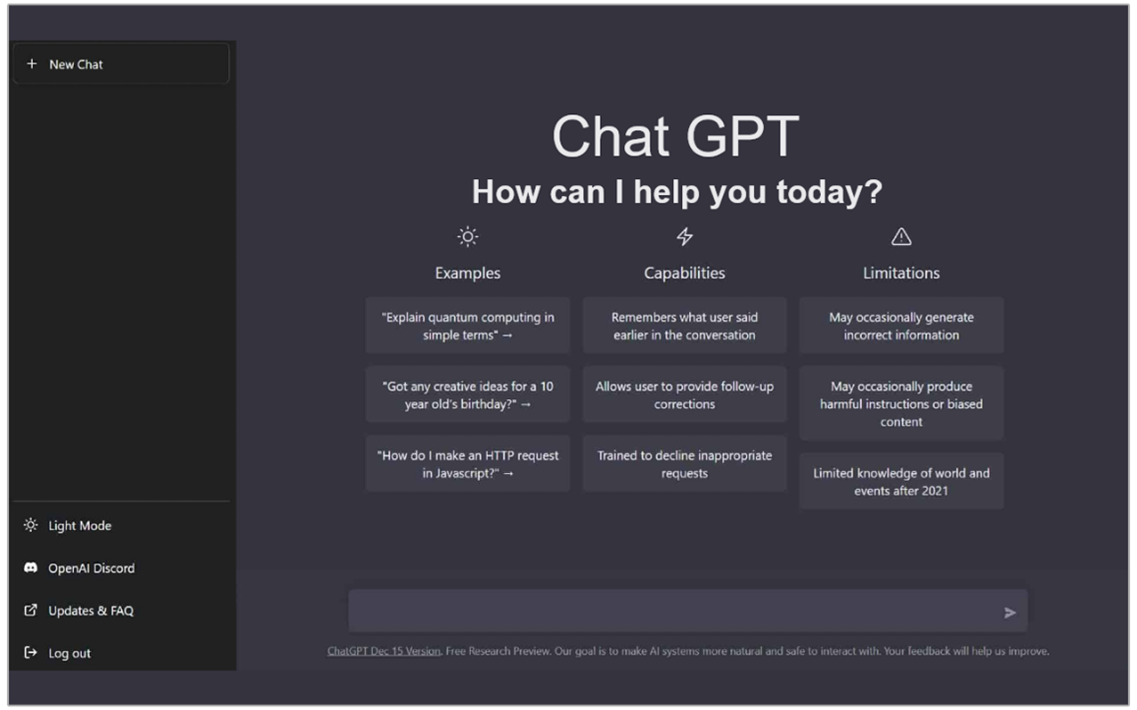 + New Chat
Chat GPT
How can I help you today?
Examples
"Explain quantum computing in
simple terms" →
"Got any creative ideas for a 10
year old's birthday?" →
"How do I make an HTTP request
in Javascript?" →
Capabilities
Remembers what user said
earlier in the conversation
Allows user to provide follow-up
corrections
Trained to decline inappropriate
requests
Limitations
May occasionally generate
incorrect information
May occasionally produce
harmful instructions or biased
content
Limited knowledge of world and
events after 2021
Light Mode
OpenAI Discord
Updates & FAQ
Log out
ChatGPT Dec 15 Version. Free Research Preview. Our goal is to make AI systems more natural and safe to interact with. Your feedback will help us improve.